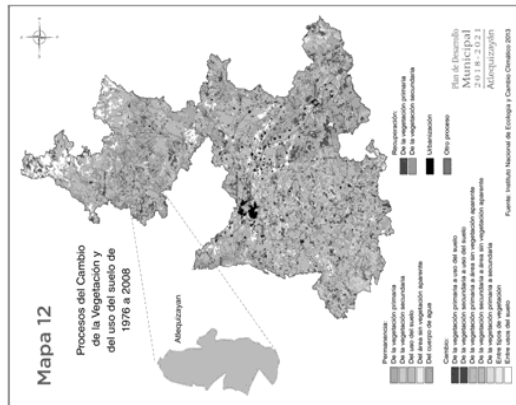 Mapa 12
Procesos del Cambio
de la Vegetación y
del uso del suelo de
1976 a 2008
Atlequizayan
Permanencia:
De la vegetación primaria
De la vegetación secundaria
Del uso del suelo
Del área sin vegetación aparente
Del cuerpo de agua
Cambio:
De la vegetación primaria a uso del suelo
De la vegetación secundaria a uso del suelo
De la vegetación primaria a área sin vegetación aparente
De la vegetación secundaria a área sin vegetación aparente
De la vegetación primaria a secundaria
Entre tipos de vegetación
Entre usos del suelo
Recuperación:
De la vegetación primaria
De la vegetación secundaria
Urbanización
Otro proceso
Plan de Desarrollo
Municipal
2018-2021
Atlequizayán
Fuente: Instituto Nacional de Ecología y Cambio Climático 2013